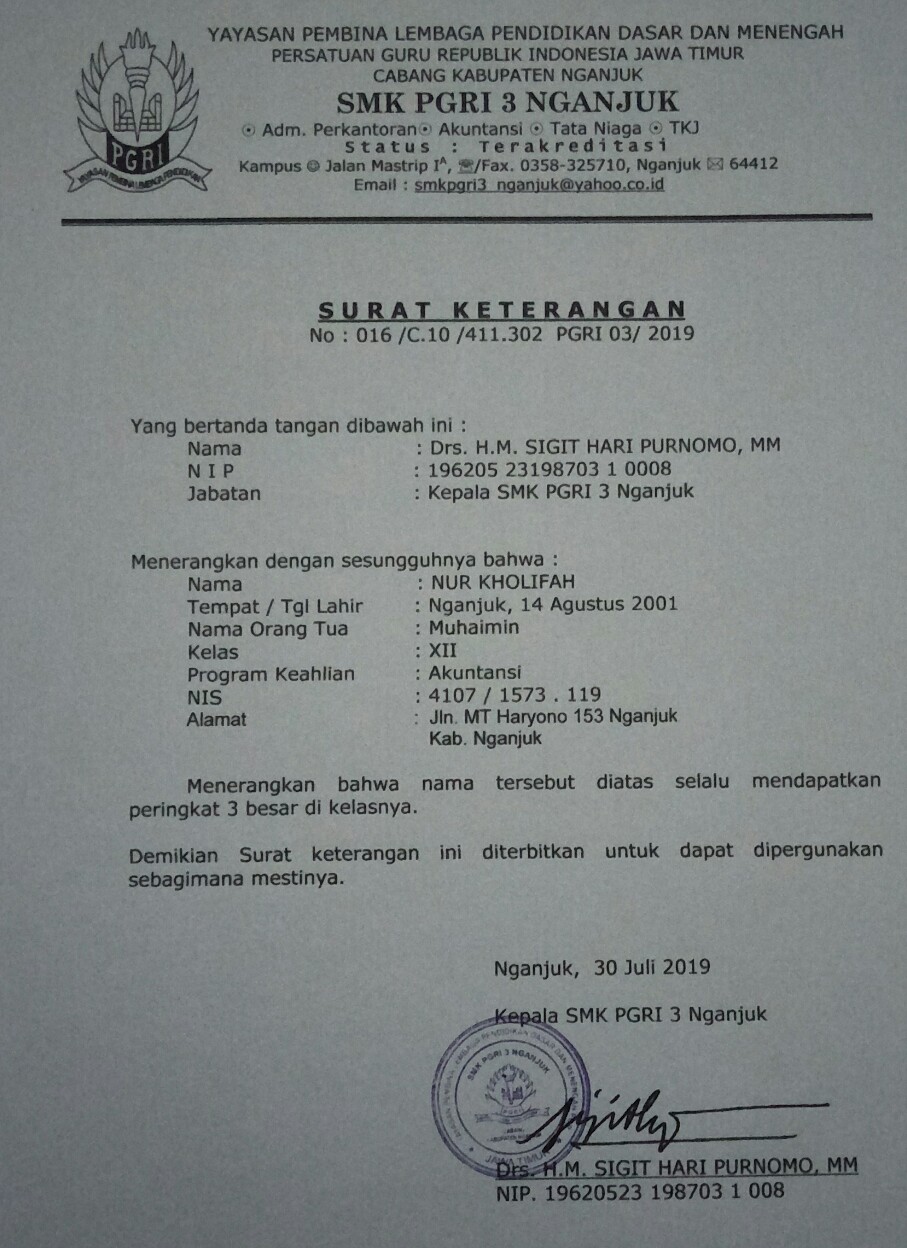 YAYASAN PEMBINA LEMBAGA PENDIDIKAN DASAR DAN MENENGAH
PERSATUAN GURU REPUBLIK INDONESIA JAWA TIMUR
CABANG KABUPATEN NGANJUK
SMK PGRI 3 NGANJUK
Adm. Perkantoran Akuntansi Tata Niaga TKJ
Status : Terakreditasi
Kampus Jalan Mastrip I^A, ☏/Fax. 0358-325710, Nganjuk ✉ 64412
Email : smkpgri3_nganjuk@yahoo.co.id
PGRI
SURAT KETERANGAN
No : 016 /C.10 /411.302 PGRI 03/ 2019
Yang bertanda tangan dibawah ini :
Nama : Drs. H.M. SIGIT HARI PURNOMO, MM
N I P : 196205 23198703 1 0008
Jabatan : Kepala SMK PGRI 3 Nganjuk
Menerangkan dengan sesungguhnya bahwa :
Nama : NUR KHOLIFAH
Tempat / Tgl Lahir : Nganjuk, 14 Agustus 2001
Nama Orang Tua : Muhaimin
Kelas : XII
Program Keahlian : Akuntansi
NIS : 4107 / 1573 . 119
Alamat : Jln. MT Haryono 153 Nganjuk
Kab. Nganjuk
Menerangkan bahwa nama tersebut diatas selalu mendapatkan
peringkat 3 besar di kelasnya.
Demikian Surat keterangan ini diterbitkan untuk dapat dipergunakan
sebagimana mestinya.
Nganjuk, 30 Juli 2019
Kepala SMK PGRI 3 Nganjuk
SMK PGRI 3 NGANJUK
JAWA TIMUR
Drs. H.M. SIGIT HARI PURNOMO, MM
NIP. 19620523 198703 1 008